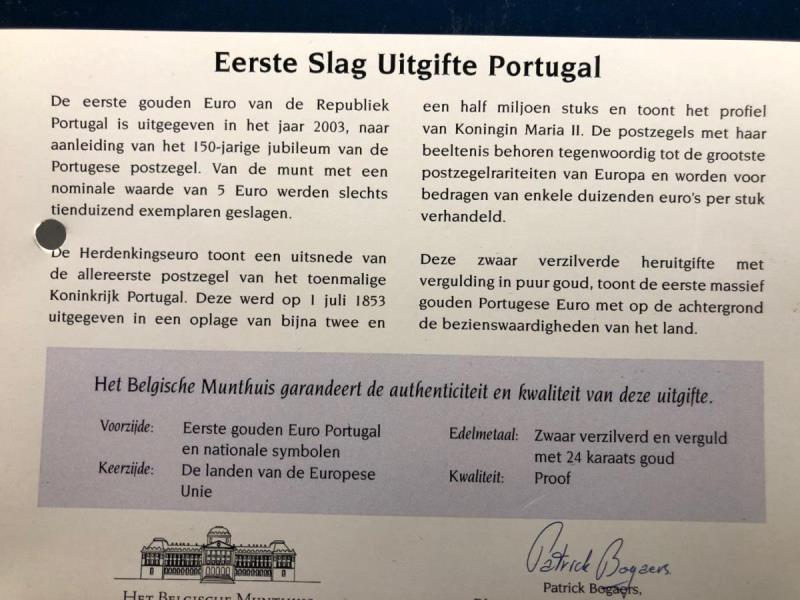 Eerste Slag Uitgifte Portugal
De eerste gouden Euro van de Republiek
Portugal is uitgegeven in het jaar 2003, naar
aanleiding van het 150-jarige jubileum van de
Portugese postzegel. Van de munt met een
nominale waarde van 5 Euro werden slechts
tienduizend exemplaren geslagen.
De Herdenkingseuro toont een uitsnede van
de allereerste postzegel van het toenmalige
Koninkrijk Portugal. Deze werd op 1 juli 1853
uitgegeven in een oplage van bijna twee en
een half miljoen stuks en toont het profiel
van Koningin Maria II. De postzegels met haar
beeltenis behoren tegenwoordig tot de grootste
postzegelrariteiten van Europa en worden voor
bedragen van enkele duizenden euro's per stuk
verhandeld.
Deze zwaar verzilverde heruitgifte met
vergulding in puur goud, toont de eerste massief
gouden Portugese Euro met op de achtergrond
de bezienswaardigheden van het land.
Het Belgische Munthuis garandeert de authenticiteit en kwaliteit van deze uitgifte.
Voorzijde: Eerste gouden Euro Portugal
en nationale symbolen
Keerzijde: De landen van de Europese
Unie
Edelmetaal: Zwaar verzilverd en verguld
met 24 karaats goud
Kwaliteit: Proof
Patrick Bogaers
Patrick Bogaers,
Het Belgische Munthuis